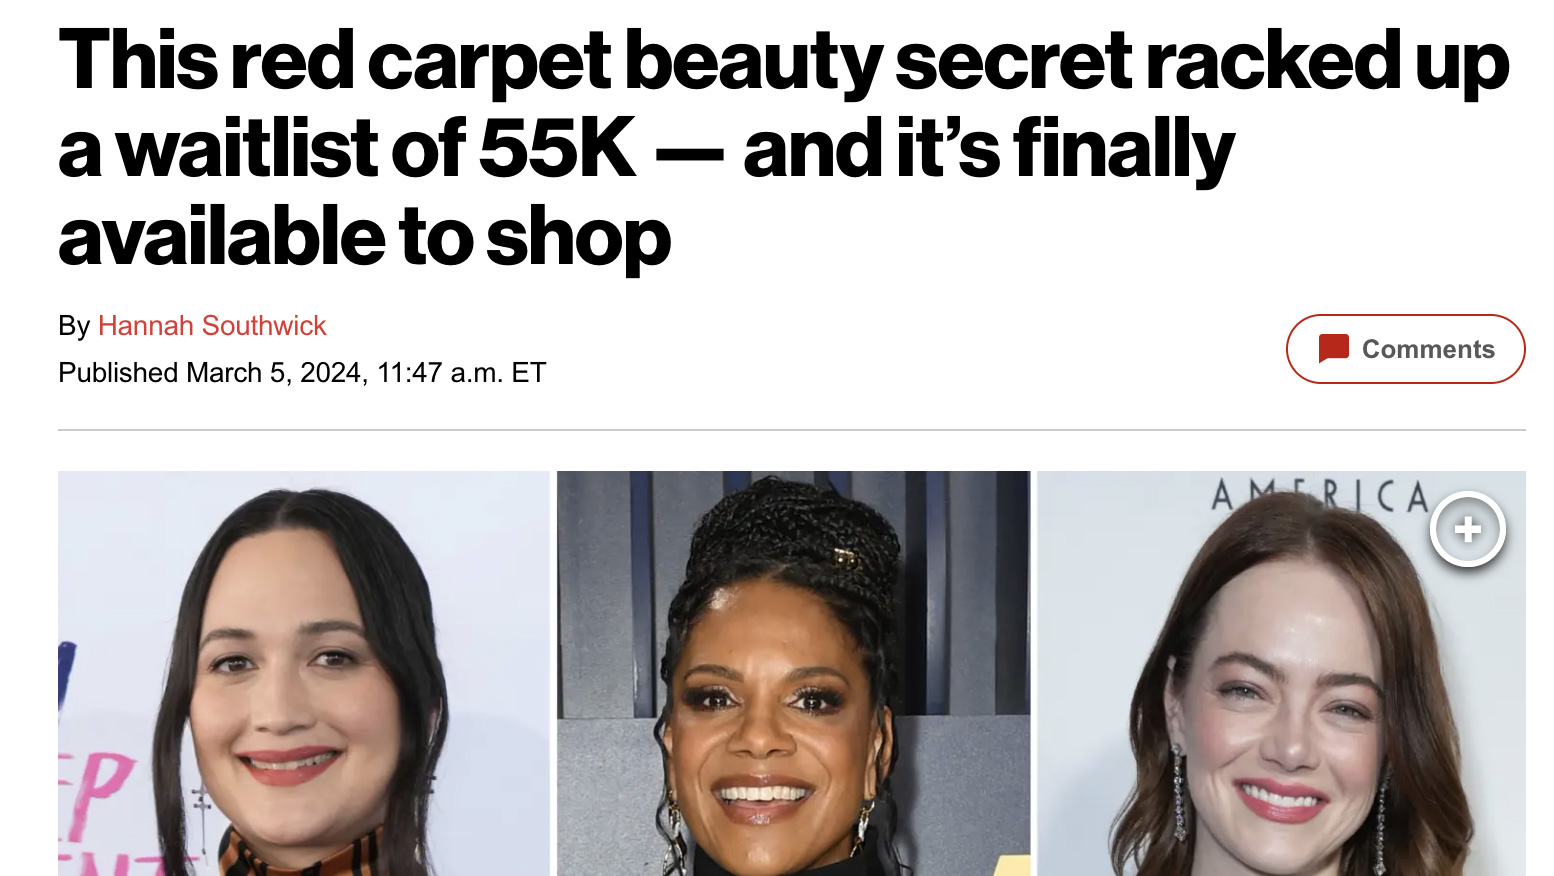 This red carpet beauty secret racked up
a waitlist of 55K — and it’s finally
available to shop
By Hannah Southwick
Published March 5, 2024, 11:47 a.m. ET
Comments
AMERICA
EP